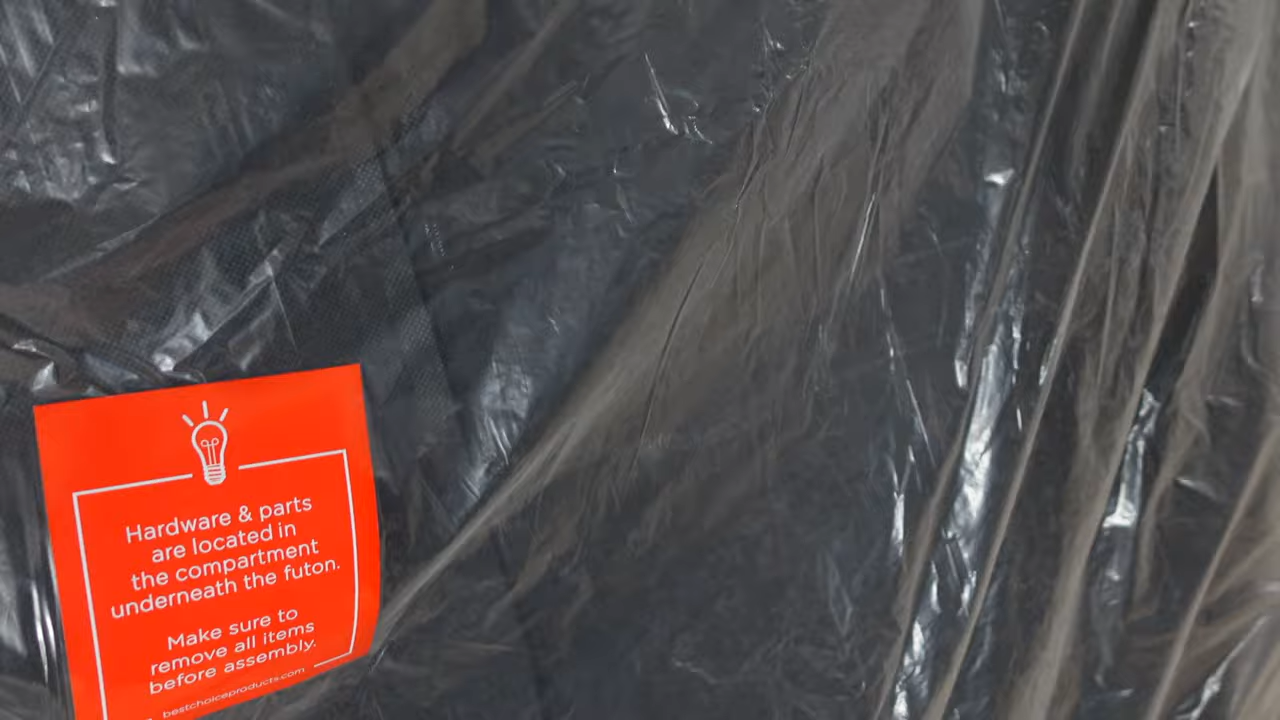 Hardware & parts
are located in
the compartment
underneath the futon.
Make sure to
remove all items
before assembly.
bestchoiceproducts.com